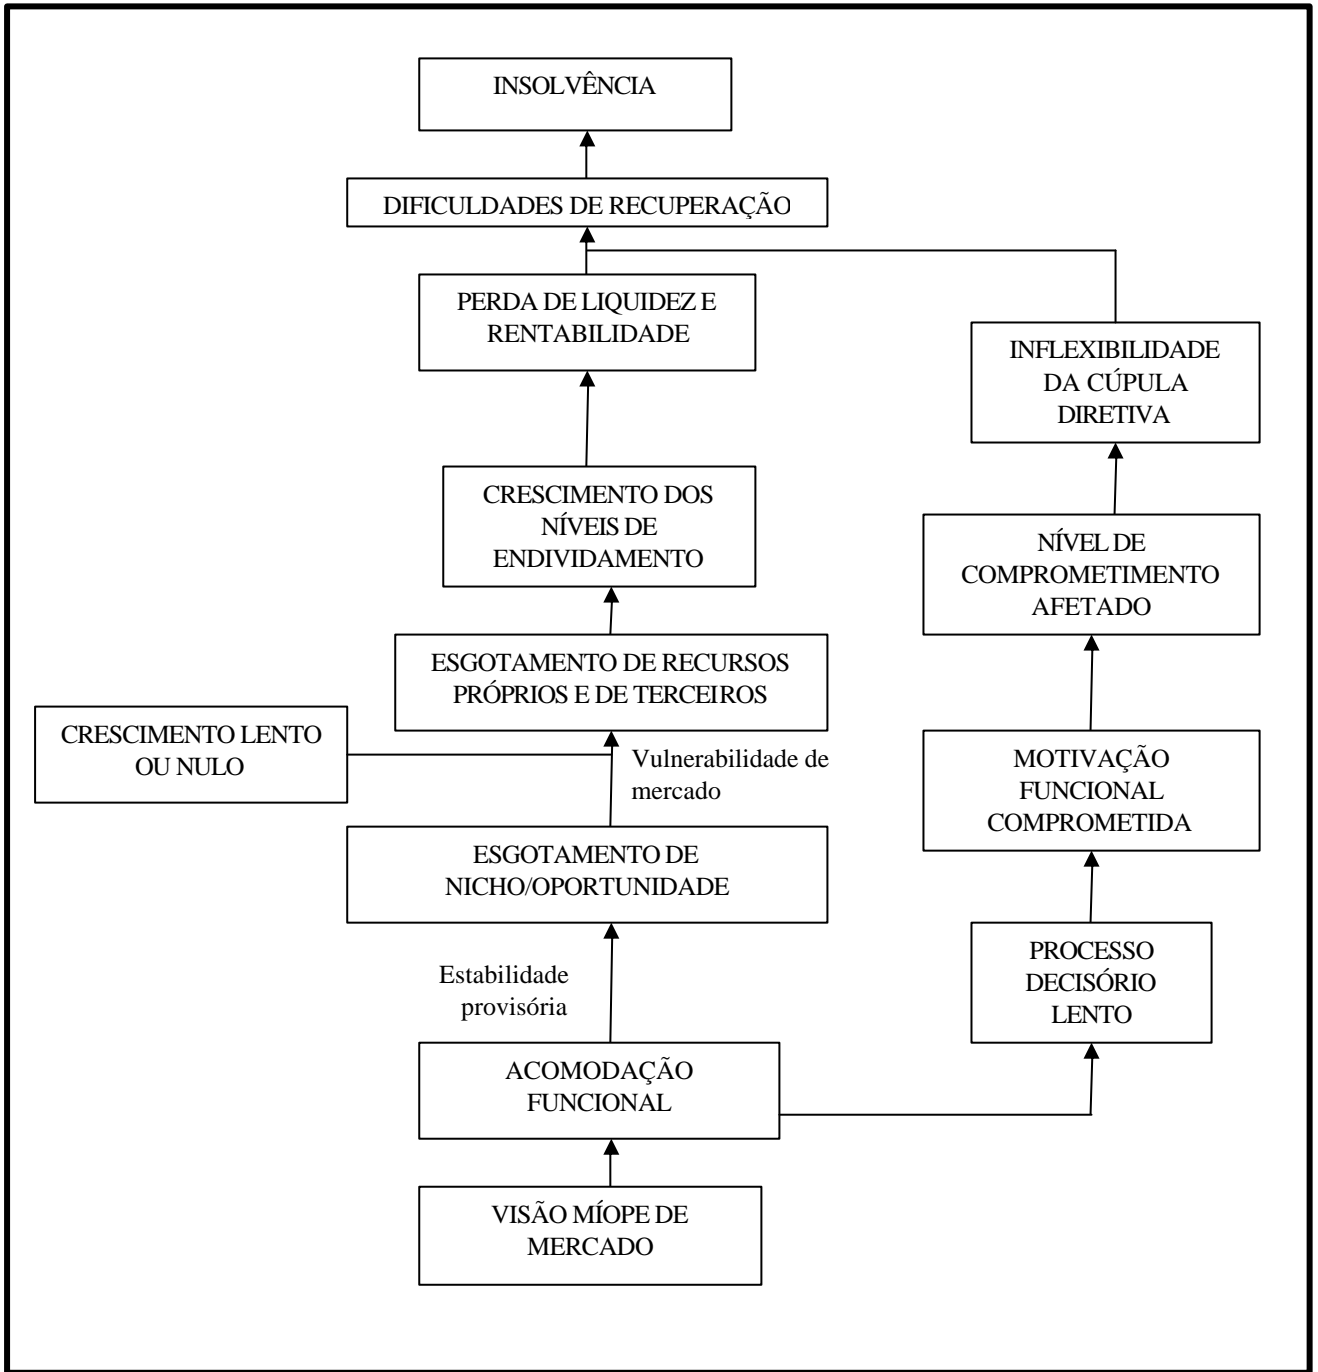 INSOLVÊNCIA
DIFICULDADES DE RECUPERAÇÃO
PERDA DE LIQUIDEZ E
RENTABILIDADE
INFLEXIBILIDADE
DA CÚPULA
DIRETIVA
CRESCIMENTO DOS
NÍVEIS DE
ENDIVIDAMENTO
NÍVEL DE
COMPROMETIMENTO
AFETADO
ESGOTAMENTO DE RECURSOS
PRÓPRIOS E DE TERCEIROS
CRESCIMENTO LENTO
OU NULO
Vulnerabilidade de
mercado
MOTIVAÇÃO
FUNCIONAL
COMPROMETIDA
ESGOTAMENTO DE
NICHO/OPORTUNIDADE
Estabilidade
provisória
PROCESSO
DECISÓRIO
LENTO
ACOMODAÇÃO
FUNCIONAL
VISÃO MÍOPE DE
MERCADO